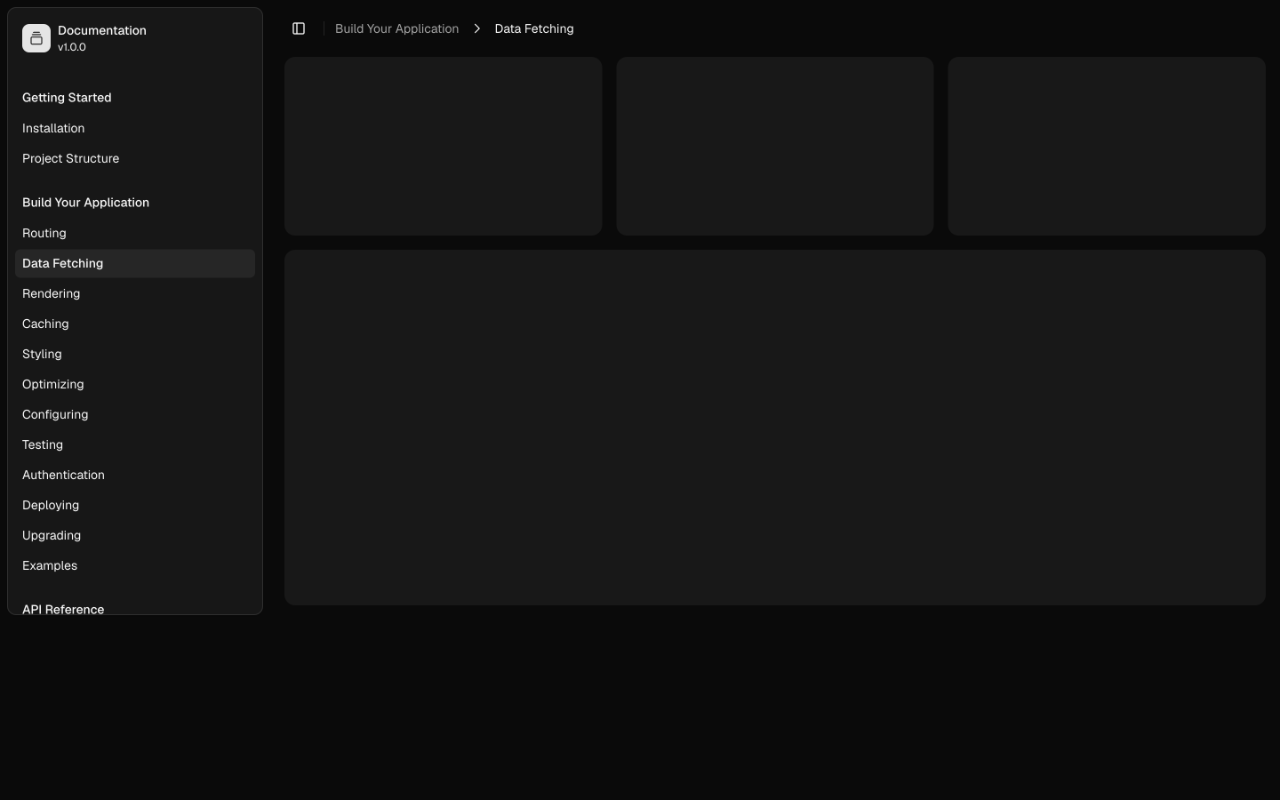 Documentation
v1.0.0
Getting Started
Installation
Project Structure
Build Your Application
Routing
Data Fetching
Rendering
Caching
Styling
Optimizing
Configuring
Testing
Authentication
Deploying
Upgrading
Examples
API Reference
Build Your Application > Data Fetching